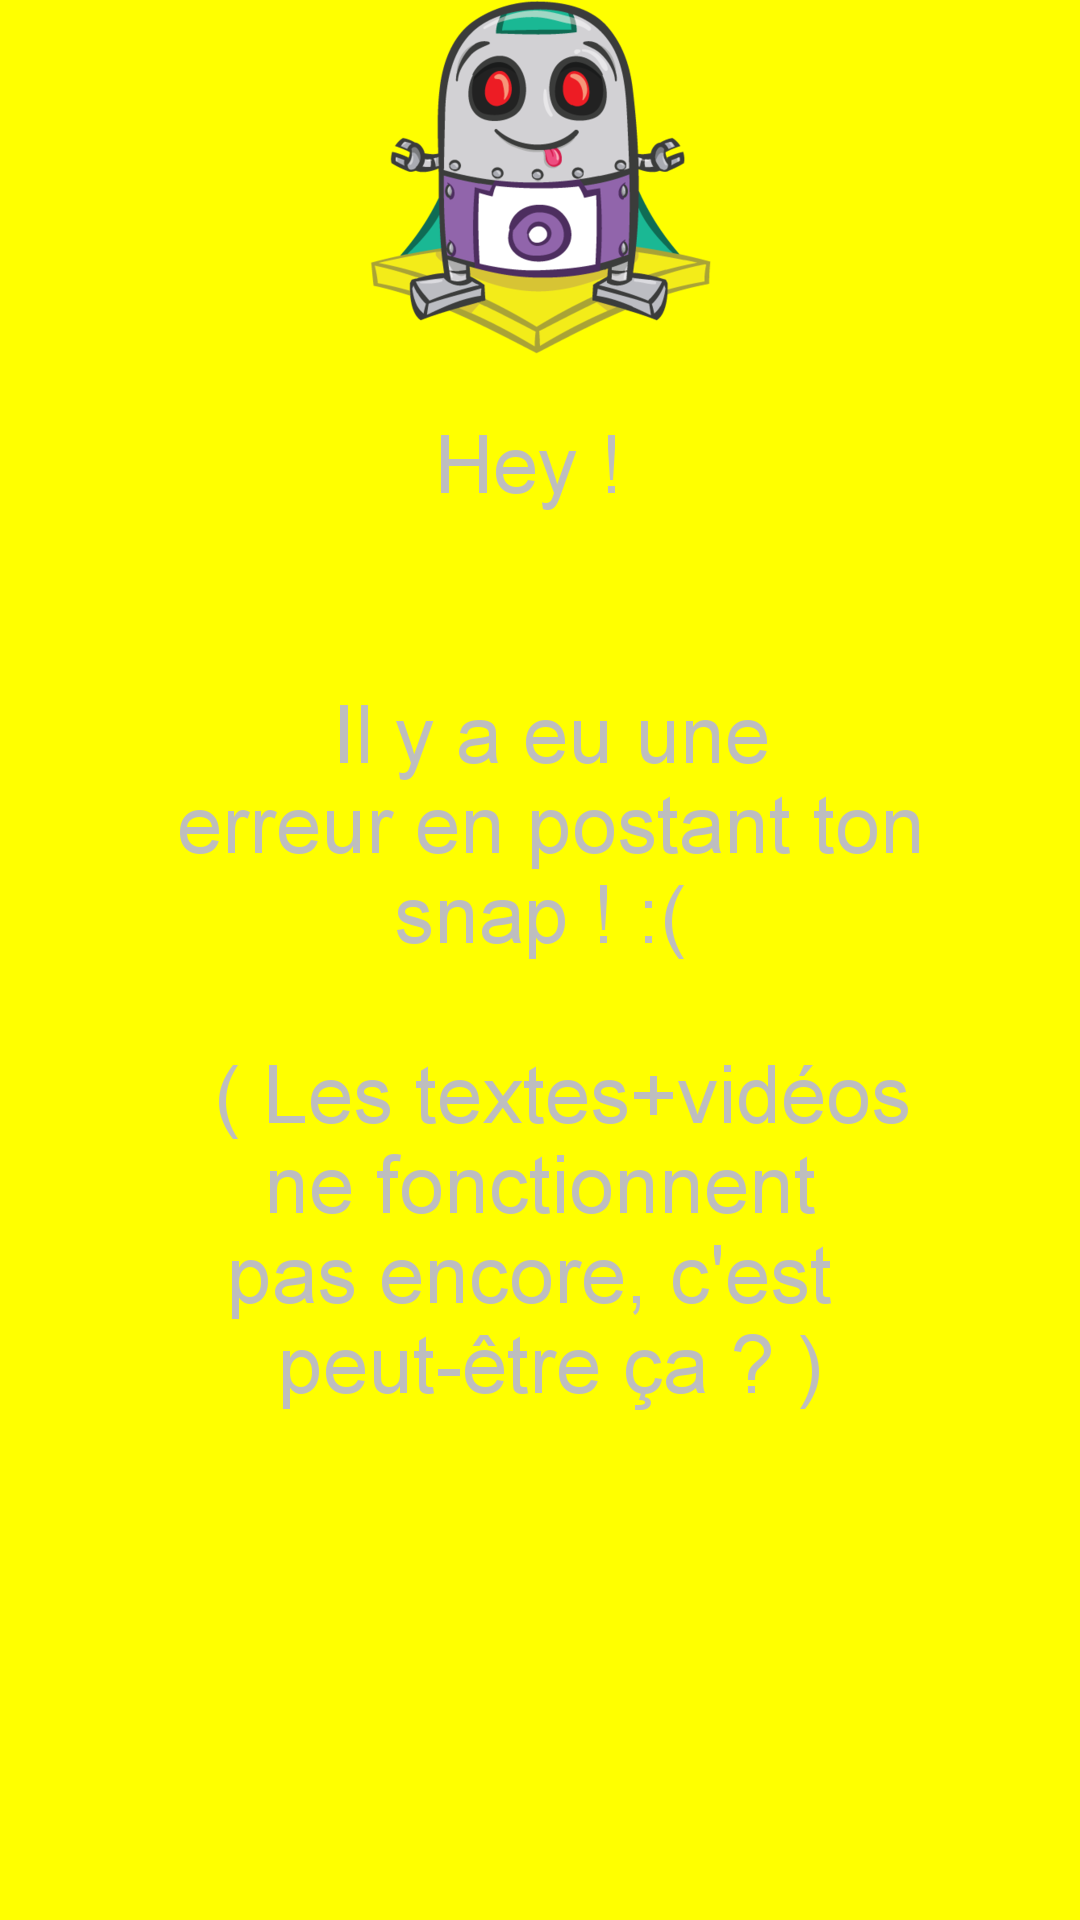 Hey !
Il y a eu une
erreur en postant ton
snap ! :(
( Les textes+vidéos
ne fonctionnent
pas encore, c'est
peut-être ça ? )